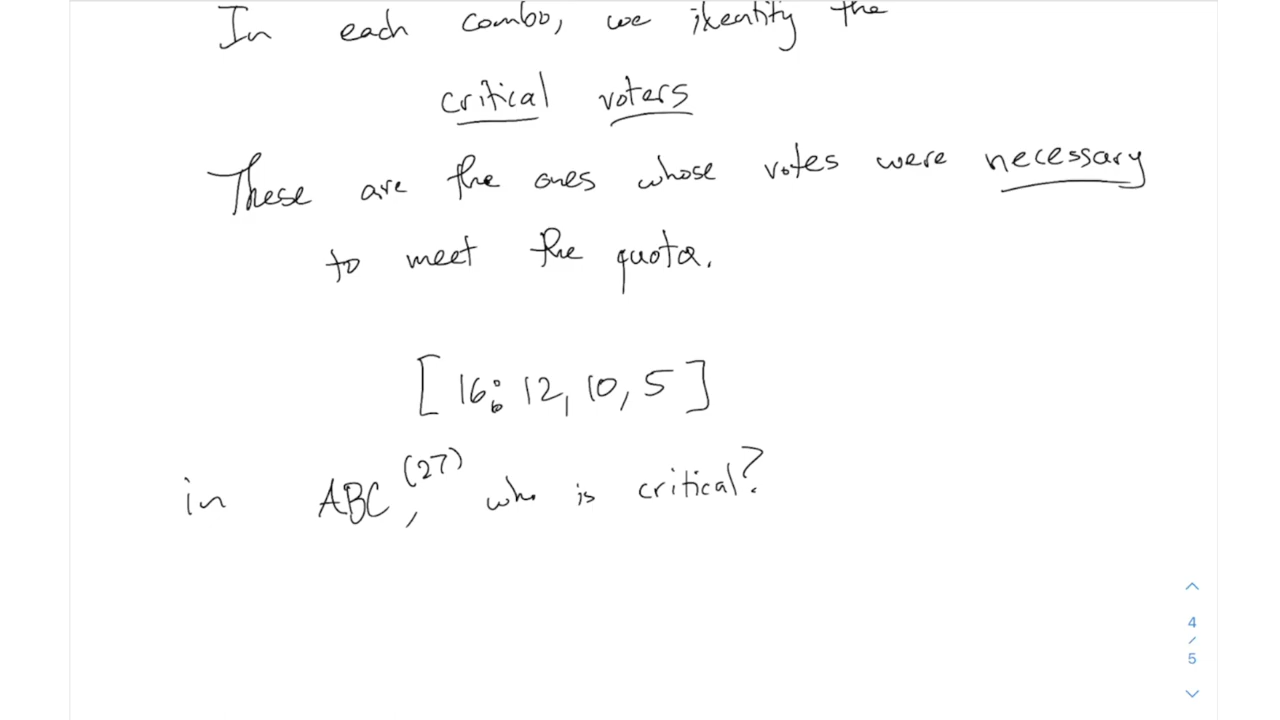 In each combo, we identity the
critical voters
These are the ones whose votes were necessary
to meet the quota.
[16: 12, 10, 5]
in ABC, (27) who is critical?
4
/
5